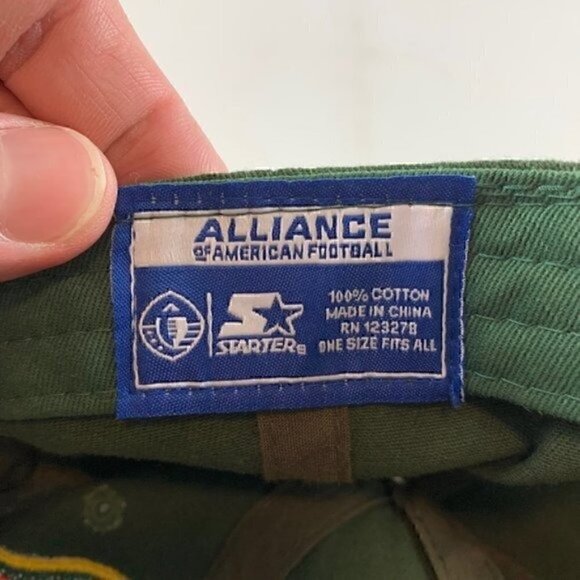 ALLIANCE
OF AMERICAN FOOTBALL
STARTER®
100% COTTON
MADE IN CHINA
RN 123278
ONE SIZE FITS ALL